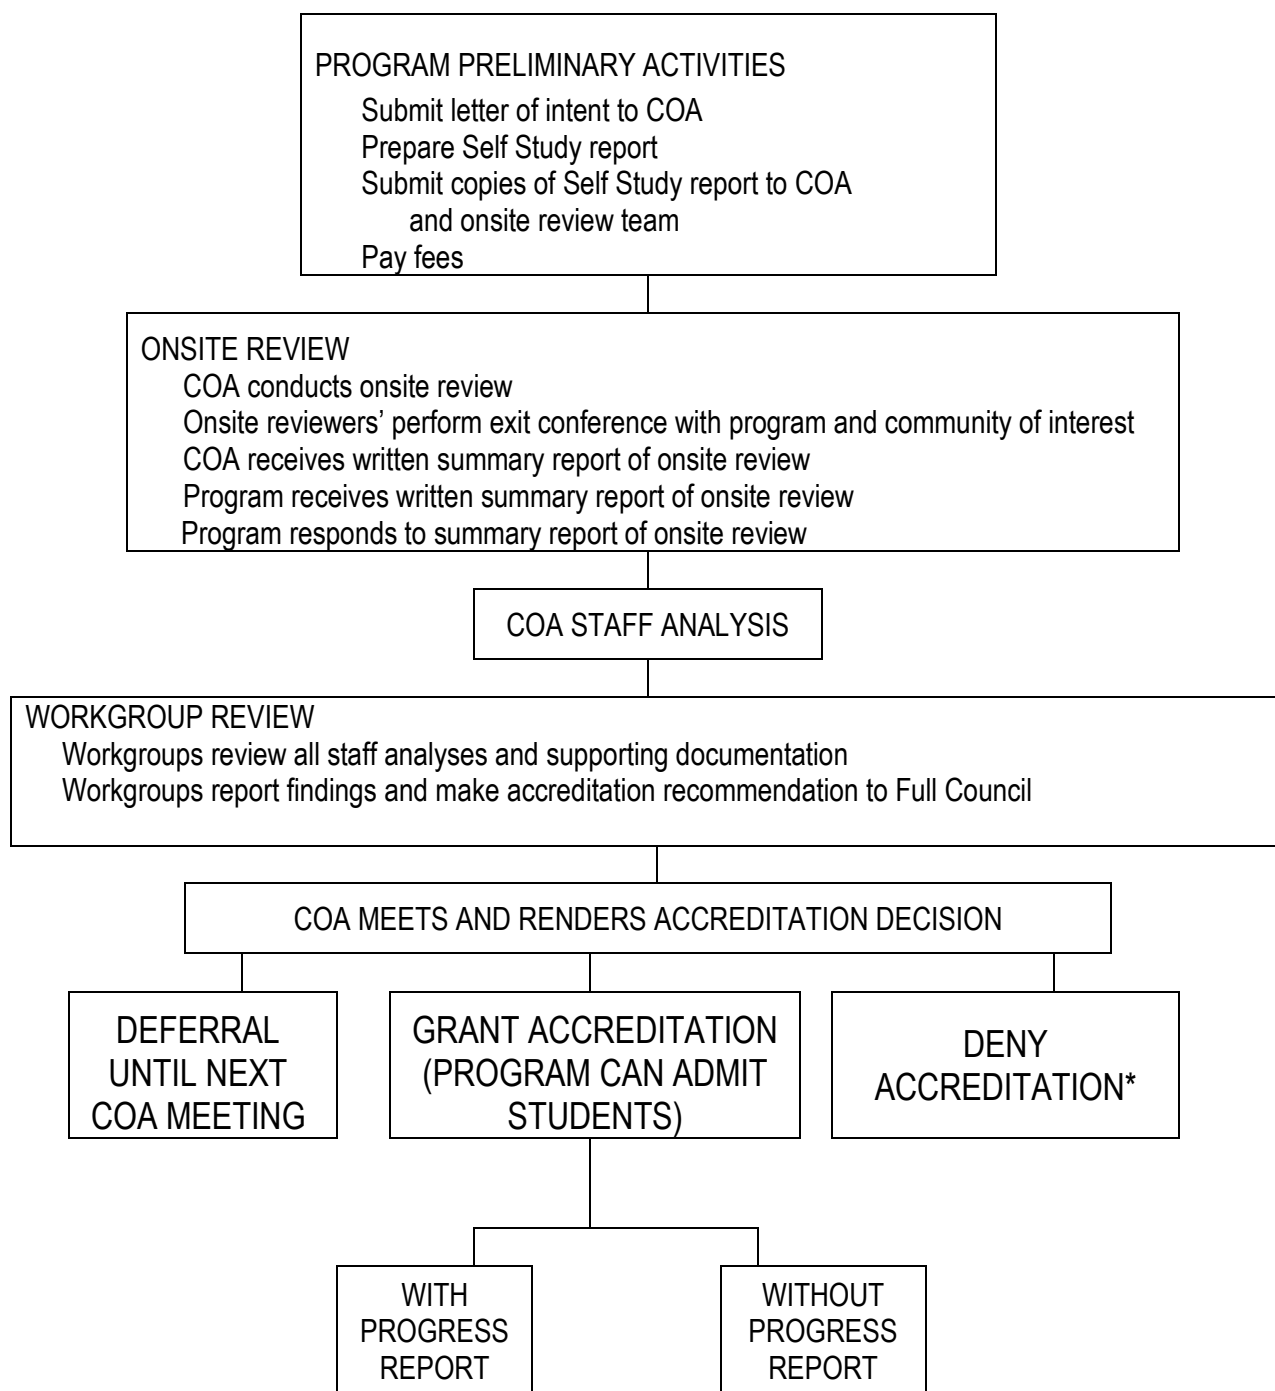 PROGRAM PRELIMINARY ACTIVITIES
Submit letter of intent to COA
Prepare Self Study report
Submit copies of Self Study report to COA
and onsite review team
Pay fees
ONSITE REVIEW
COA conducts onsite review
Onsite reviewers’ perform exit conference with program and community of interest
COA receives written summary report of onsite review
Program receives written summary report of onsite review
Program responds to summary report of onsite review
COA STAFF ANALYSIS
WORKGROUP REVIEW
Workgroups review all staff analyses and supporting documentation
Workgroups report findings and make accreditation recommendation to Full Council
COA MEETS AND RENDERS ACCREDITATION DECISION
DEFERRAL
UNTIL NEXT
COA MEETING
GRANT ACCREDITATION
(PROGRAM CAN ADMIT
STUDENTS)
DENY
ACCREDITATION*
WITH
PROGRESS
REPORT
WITHOUT
PROGRESS
REPORT